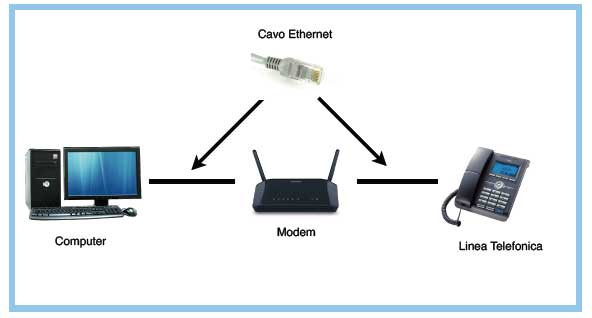 Cavo Ethernet
Computer
Modem
Linea Telefonica